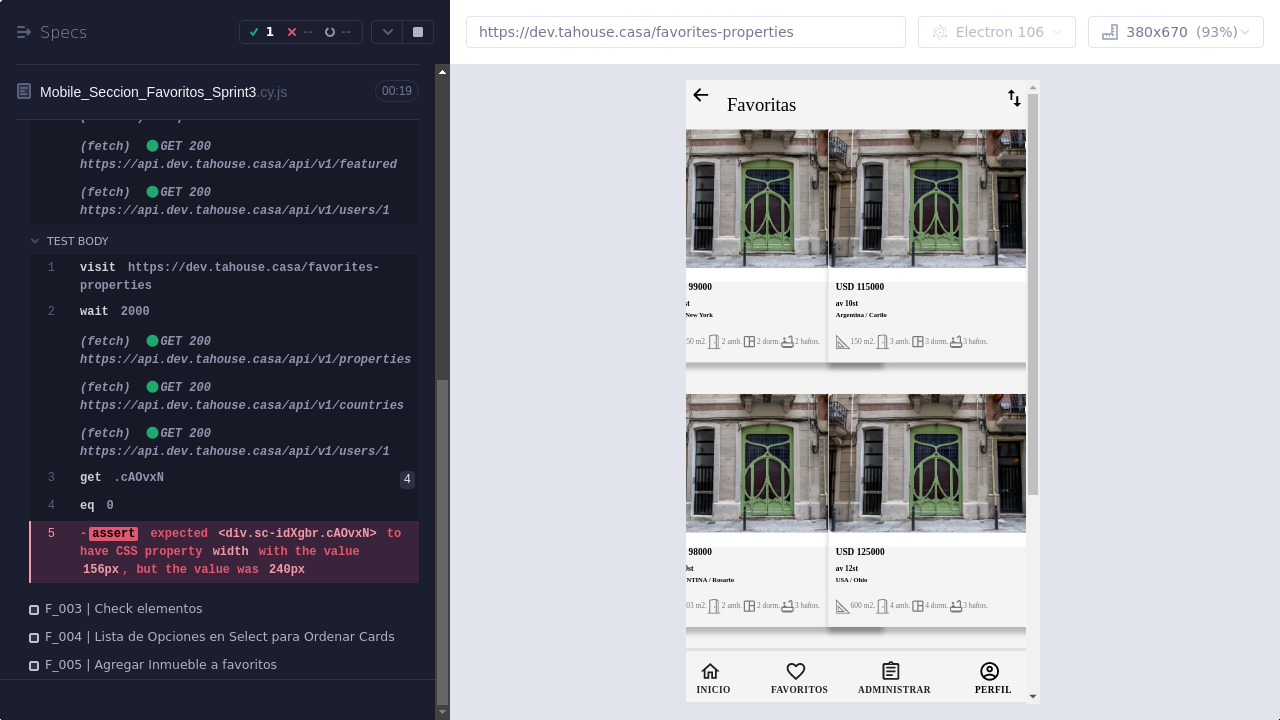 Specs
1
--
--
https://dev.tahouse.casa/favorites-properties
Electron 106
380x670 (93%)
Mobile_Seccion_Favoritos_Sprint3.cy.js
00:19
(fetch) GET 200
https://api.dev.tahouse.casa/api/v1/featured
(fetch) GET 200
https://api.dev.tahouse.casa/api/v1/users/1
TEST BODY
1 visit https://dev.tahouse.casa/favorites-
properties
2 wait 2000
(fetch) GET 200
https://api.dev.tahouse.casa/api/v1/properties
(fetch) GET 200
https://api.dev.tahouse.casa/api/v1/countries
(fetch) GET 200
https://api.dev.tahouse.casa/api/v1/users/1
3 get .cAOvxN 4
4 eq 0
5 -assert expected <div.sc-idXgbr.cAOvxN> to
have CSS property width with the value
156px, but the value was 240px
F_003 | Check elementos
F_004 | Lista de Opciones en Select para Ordenar Cards
F_005 | Agregar Inmueble a favoritos
Favoritas
99000
st
New York
50 m2. 2 amb. 2 dorm. 2 baños.
USD 115000
av 10st
Argentina / Carilo
150 m2. 3 amb. 3 dorm. 3 baños.
98000
st
NTINA / Rosario
03 m2. 2 amb. 2 dorm. 3 baños.
USD 125000
av 12st
USA / Ohio
600 m2. 4 amb. 4 dorm. 3 baños.
INICIO
FAVORITOS
ADMINISTRAR
PERFIL